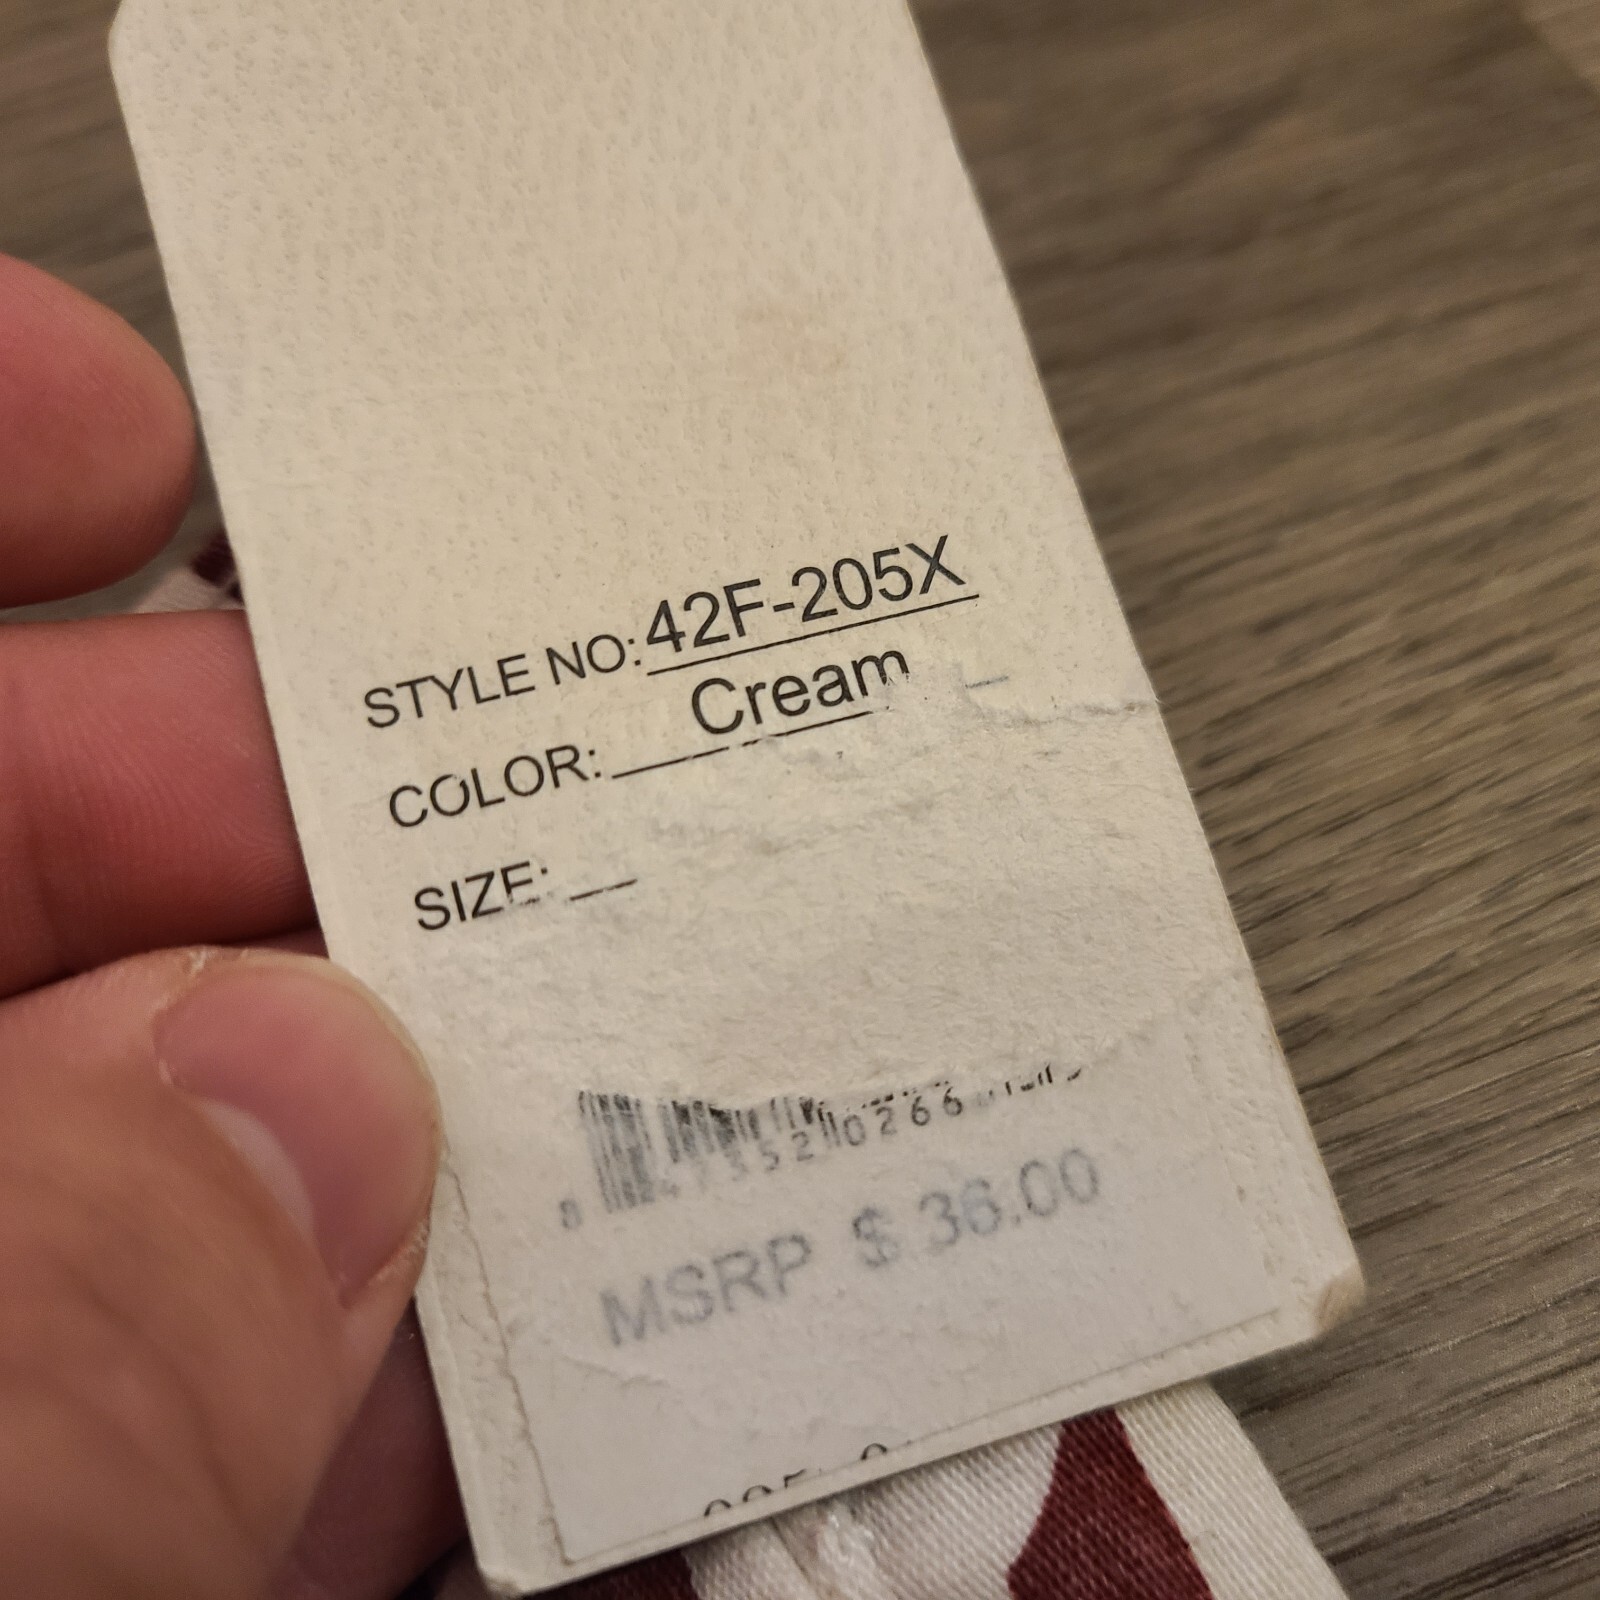 STYLE NO: 42F-205X
COLOR: Cream
SIZE:
MSRP $ 36.00